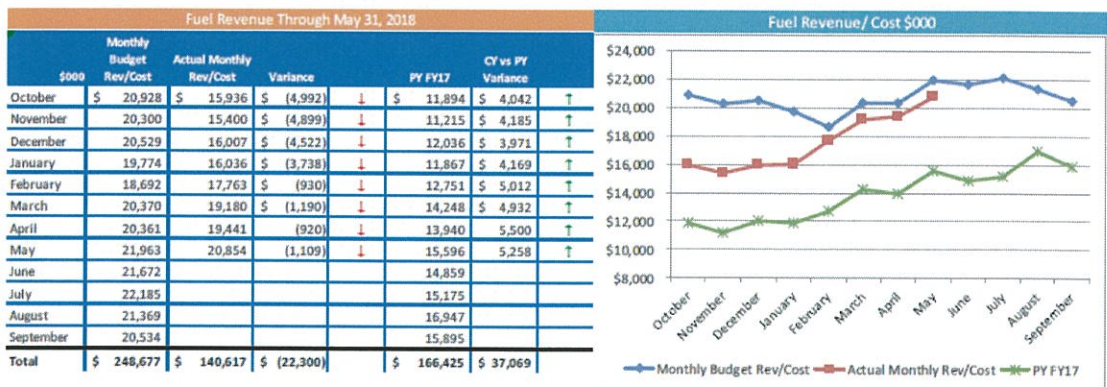 Fuel Revenue Through May 31, 2018
$000 Monthly Budget Rev/Cost Actual Monthly Rev/Cost Variance PY FY17 CY vs PY Variance
October $ 20,928 $ 15,936 $ (4,992) ↓ $ 11,894 $ 4,042 ↑
November 20,300 15,400 $ (4,899) ↓ 11,215 $ 4,185 ↑
December 20,529 16,007 $ (4,522) ↓ 12,036 $ 3,971 ↑
January 19,774 16,036 $ (3,738) ↓ 11,867 $ 4,169 ↑
February 18,692 17,763 $ (930) ↓ 12,751 $ 5,012 ↑
March 20,370 19,180 $ (1,190) ↓ 14,248 $ 4,932 ↑
April 20,361 19,441 (920) ↓ 13,940 5,500 ↑
May 21,963 20,854 (1,109) ↓ 15,596 5,258 ↑
June 21,672 14,859
July 22,185 15,175
August 21,369 16,947
September 20,534 15,895
Total $ 248,677 $ 140,617 $ (22,300) $ 166,425 $ 37,069
Fuel Revenue/ Cost $000
$24,000
$22,000
$20,000
$18,000
$16,000
$14,000
$12,000
$10,000
$8,000
October November December January February March April May June July August September
Monthly Budget Rev/Cost Actual Monthly Rev/Cost PY FY17